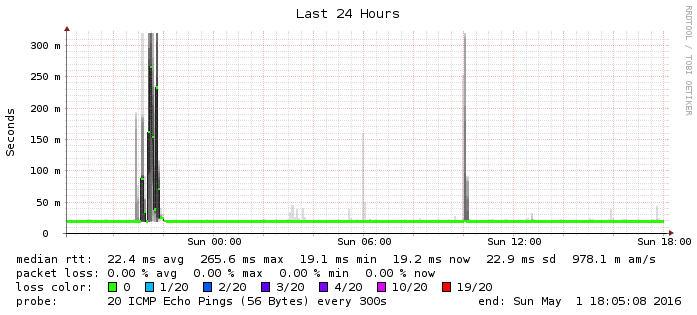 Last 24 Hours
RRDTOOL / TOBI OETIKER
Seconds
300 m
250 m
200 m
150 m
100 m
50 m
0
Sun 00:00 Sun 06:00 Sun 12:00 Sun 18:00
median rtt: 22.4 ms avg 265.6 ms max 19.1 ms min 19.2 ms now 22.9 ms sd 978.1 m am/s
packet loss: 0.00 % avg 0.00 % max 0.00 % min 0.00 % now
loss color: 0 1/20 2/20 3/20 4/20 10/20 19/20
probe: 20 ICMP Echo Pings (56 Bytes) every 300s end: Sun May 1 18:05:08 2016